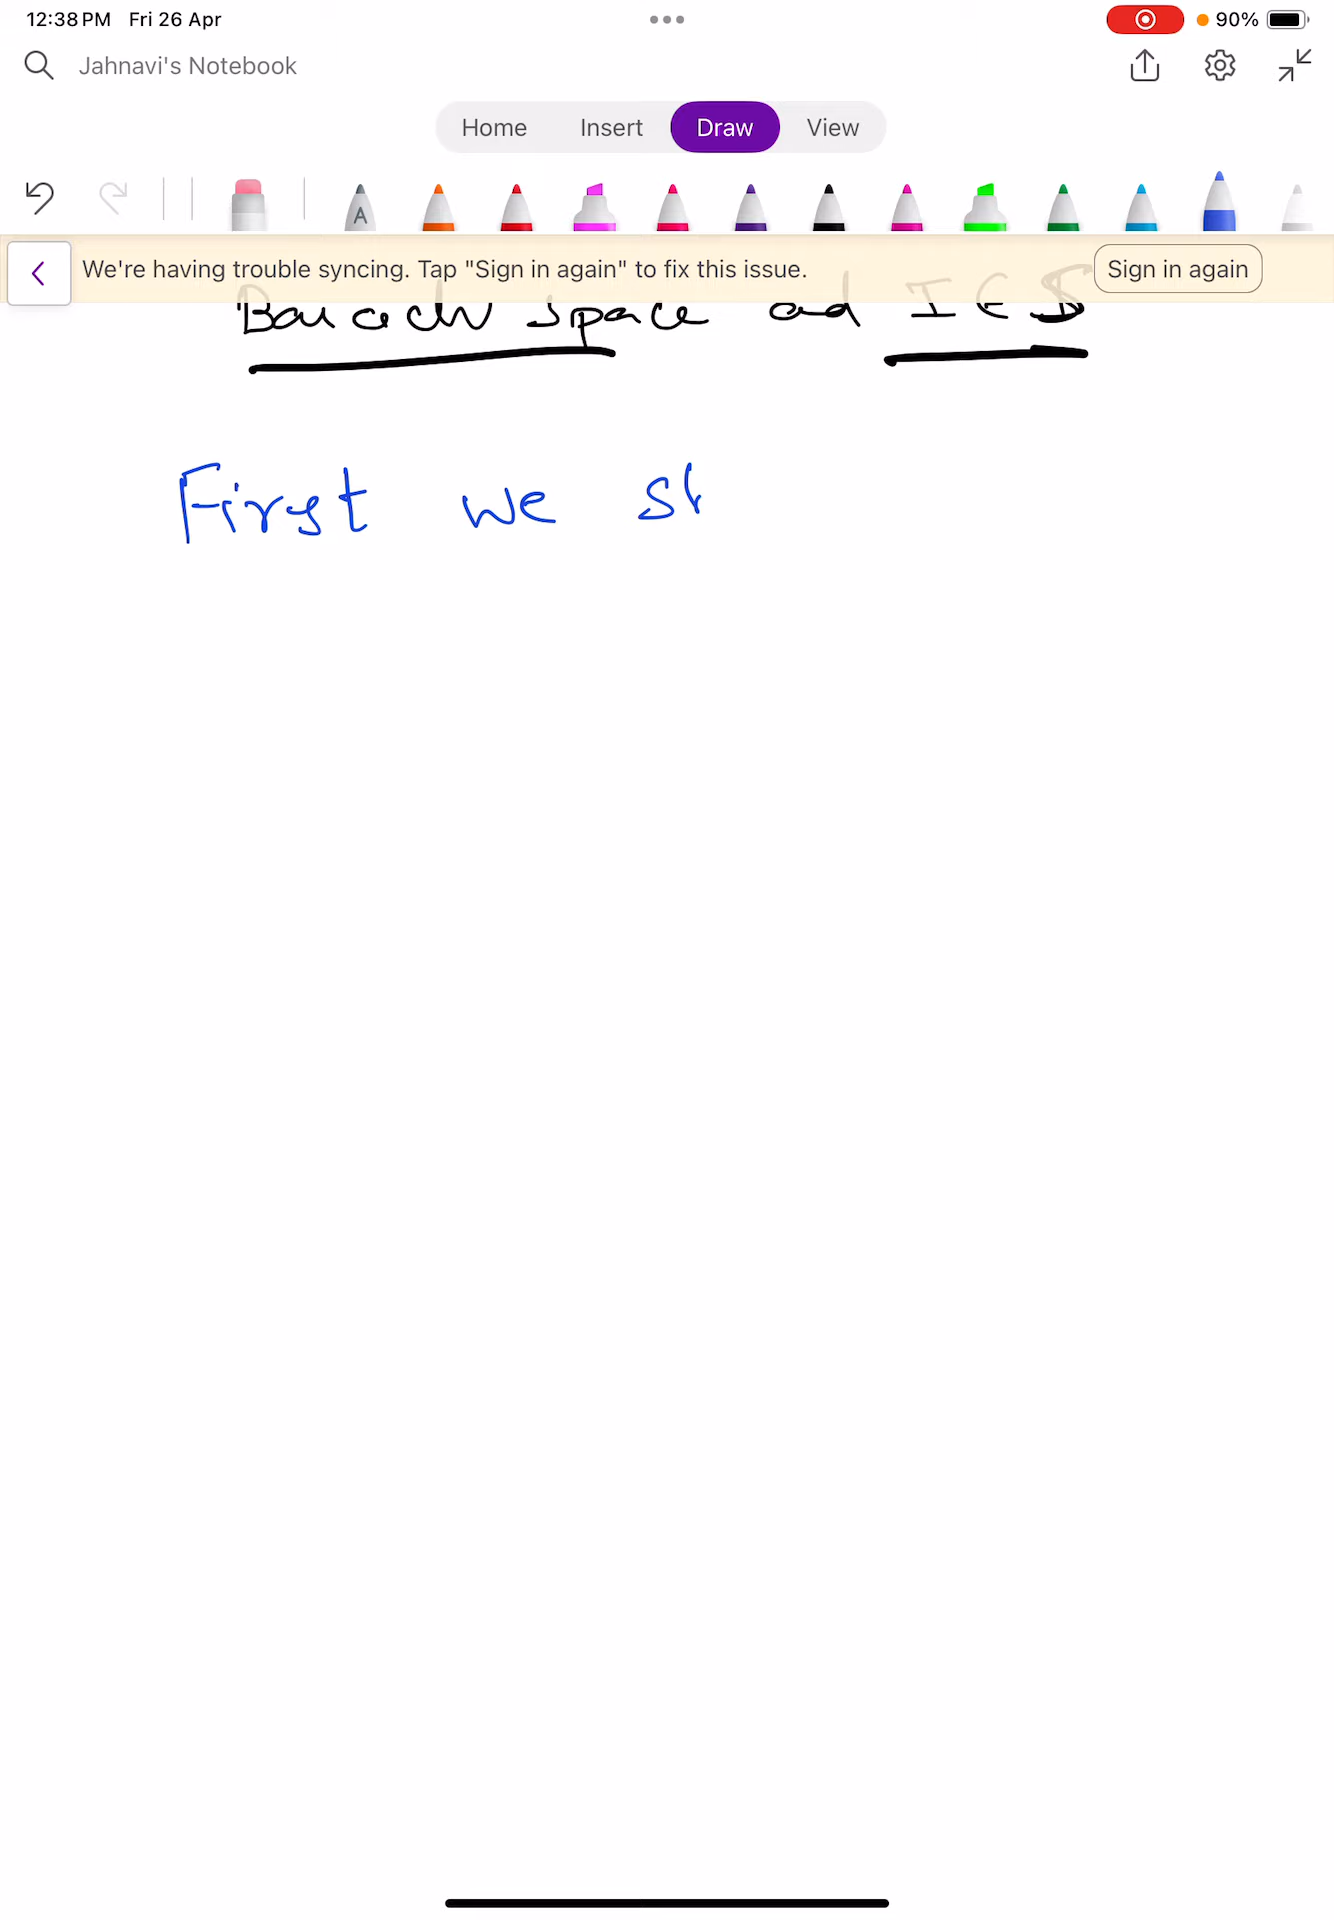 12:38 PM Fri 26 Apr 90%
Jahnavi's Notebook
Home Insert Draw View
A
We're having trouble syncing. Tap "Sign in again" to fix this issue. Sign in again
Banach space and
First we